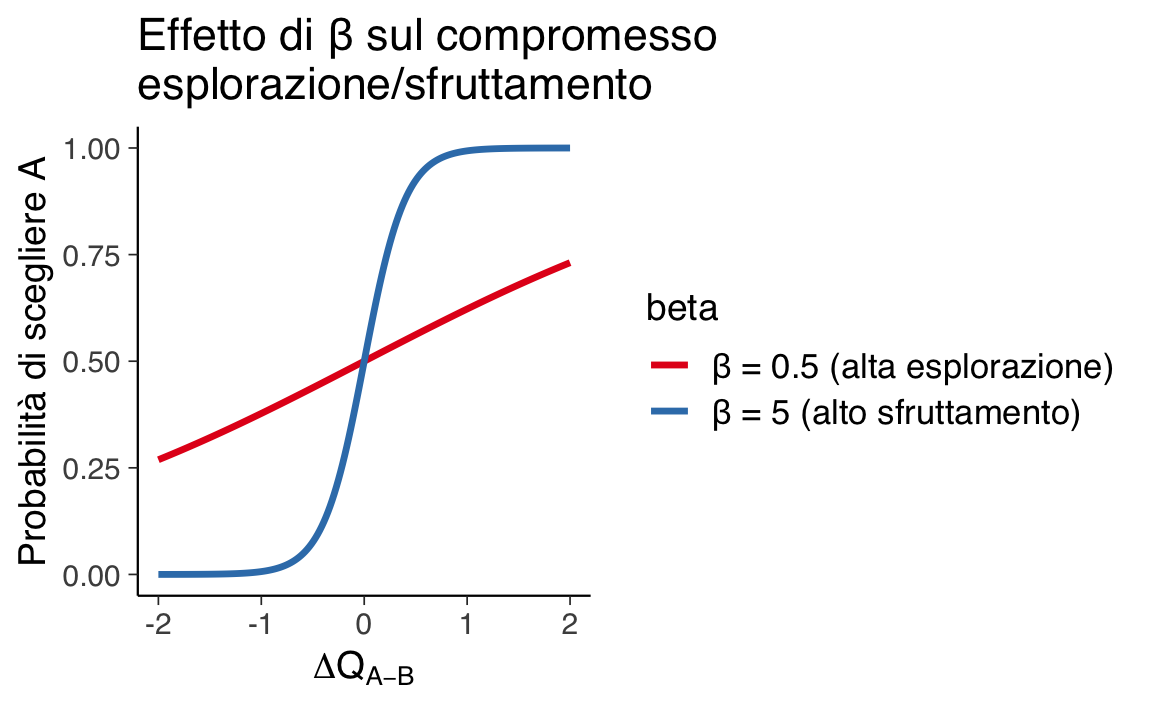 Effetto di β sul compromesso
esplorazione/sfruttamento
Probabilità di scegliere A
1.00
0.75
0.50
0.25
0.00
-2
-1
0
1
2
ΔQA−B
beta
β = 0.5 (alta esplorazione)
β = 5 (alto sfruttamento)